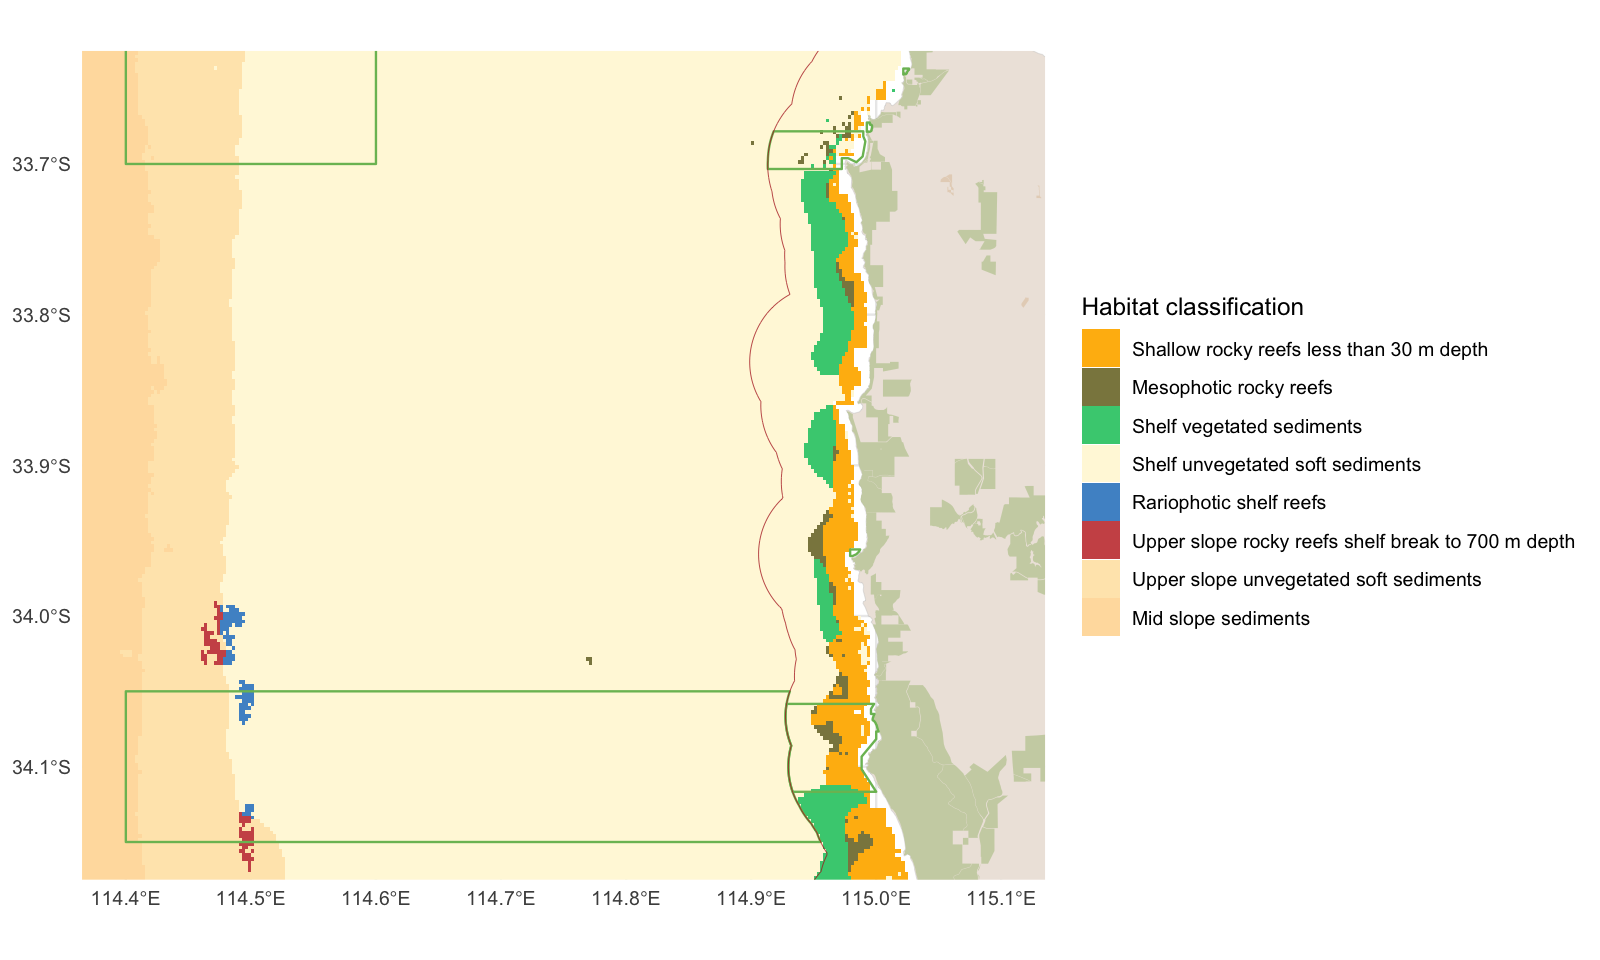 33.7°S
33.8°S
33.9°S
34.0°S
34.1°S
114.4°E 114.5°E 114.6°E 114.7°E 114.8°E 114.9°E 115.0°E 115.1°E
Habitat classification
Shallow rocky reefs less than 30 m depth
Mesophotic rocky reefs
Shelf vegetated sediments
Shelf unvegetated soft sediments
Rariophotic shelf reefs
Upper slope rocky reefs shelf break to 700 m depth
Upper slope unvegetated soft sediments
Mid slope sediments